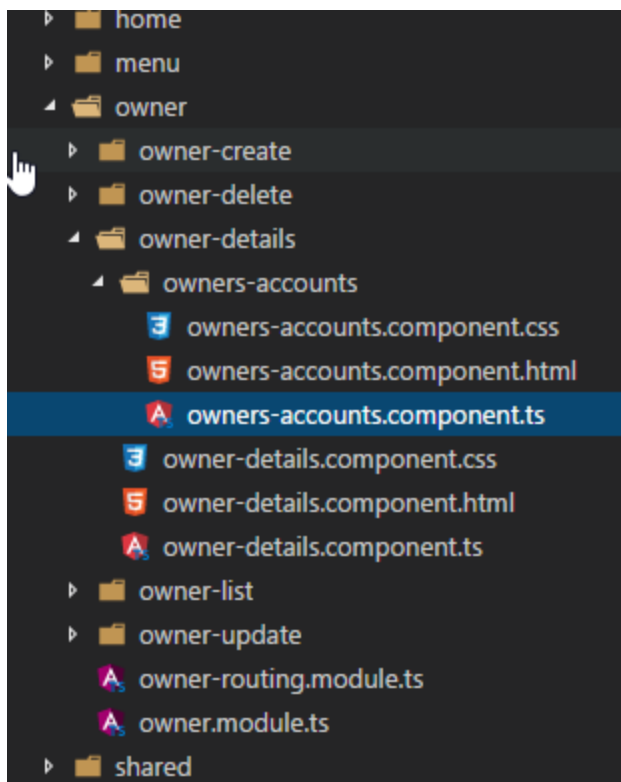 home
menu
owner
owner-create
owner-delete
owner-details
owners-accounts
owners-accounts.component.css
owners-accounts.component.html
owners-accounts.component.ts
owner-details.component.css
owner-details.component.html
owner-details.component.ts
owner-list
owner-update
owner-routing.module.ts
owner.module.ts
shared